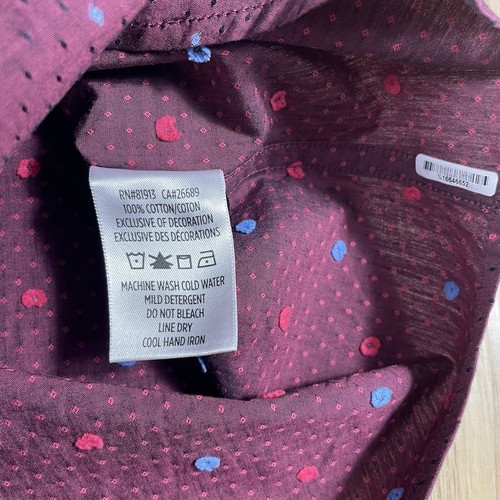 RN#81913 CA#26689
100% COTTON/COTON
EXCLUSIVE OF DECORATION
EXCLUSIVE DES DÉCORATIONS
MACHINE WASH COLD WATER
MILD DETERGENT
DO NOT BLEACH
LINE DRY
COOL HAND IRON
S16646652